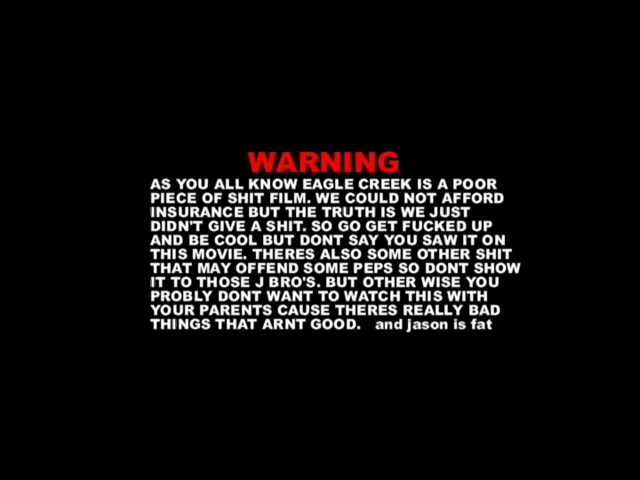 WARNING
AS YOU ALL KNOW EAGLE CREEK IS A POOR
PIECE OF SHIT FILM. WE COULD NOT AFFORD
INSURANCE BUT THE TRUTH IS WE JUST
DIDN'T GIVE A SHIT. SO GO GET FUCKED UP
AND BE COOL BUT DONT SAY YOU SAW IT ON
THIS MOVIE. THERES ALSO SOME OTHER SHIT
THAT MAY OFFEND SOME PEPS SO DONT SHOW
IT TO THOSE J BRO'S. BUT OTHER WISE YOU
PROBLY DONT WANT TO WATCH THIS WITH
YOUR PARENTS CAUSE THERES REALLY BAD
THINGS THAT ARNT GOOD. and jason is fat